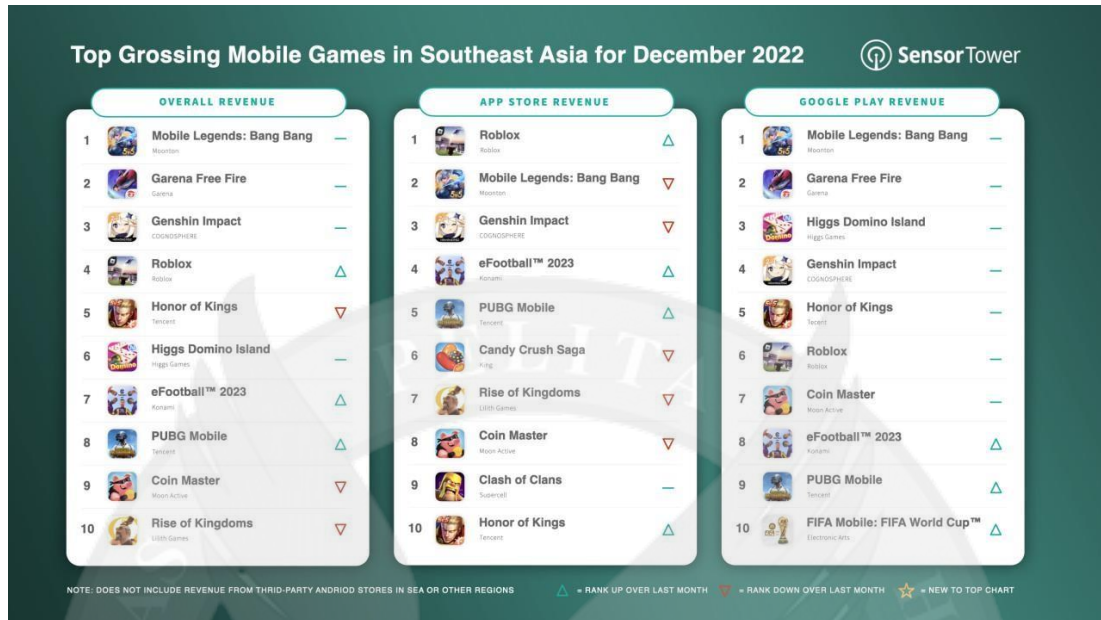 Top Grossing Mobile Games in Southeast Asia for December 2022
SensorTower
OVERALL REVENUE
1 Mobile Legends: Bang Bang
Moonton
2 Garena Free Fire
Garena
3 Genshin Impact
COGNOSPHERE
4 Roblox
Roblox
5 Honor of Kings
Tencent
6 Higgs Domino Island
Higgs Games
7 eFootball™ 2023
Konami
8 PUBG Mobile
Tencent
9 Coin Master
Moon Active
10 Rise of Kingdoms
Lilith Games
APP STORE REVENUE
1 Roblox
Roblox
2 Mobile Legends: Bang Bang
Moonton
3 Genshin Impact
COGNOSPHERE
4 eFootball™ 2023
Konami
5 PUBG Mobile
Tencent
6 Candy Crush Saga
King
7 Rise of Kingdoms
Lilith Games
8 Coin Master
Moon Active
9 Clash of Clans
Supercell
10 Honor of Kings
Tencent
GOOGLE PLAY REVENUE
1 Mobile Legends: Bang Bang
Moonton
2 Garena Free Fire
Garena
3 Higgs Domino Island
Higgs Games
4 Genshin Impact
COGNOSPHERE
5 Honor of Kings
Tecent
6 Roblox
Roblox
7 Coin Master
Moon Active
8 eFootball™ 2023
Konami
9 PUBG Mobile
Tencent
10 FIFA Mobile: FIFA World Cup™
Electronic Arts
NOTE: DOES NOT INCLUDE REVENUE FROM THRID-PARTY ANDRIOD STORES IN SEA OR OTHER REGIONS
= RANK UP OVER LAST MONTH
= RANK DOWN OVER LAST MONTH
= NEW TO TOP CHART
PELITA